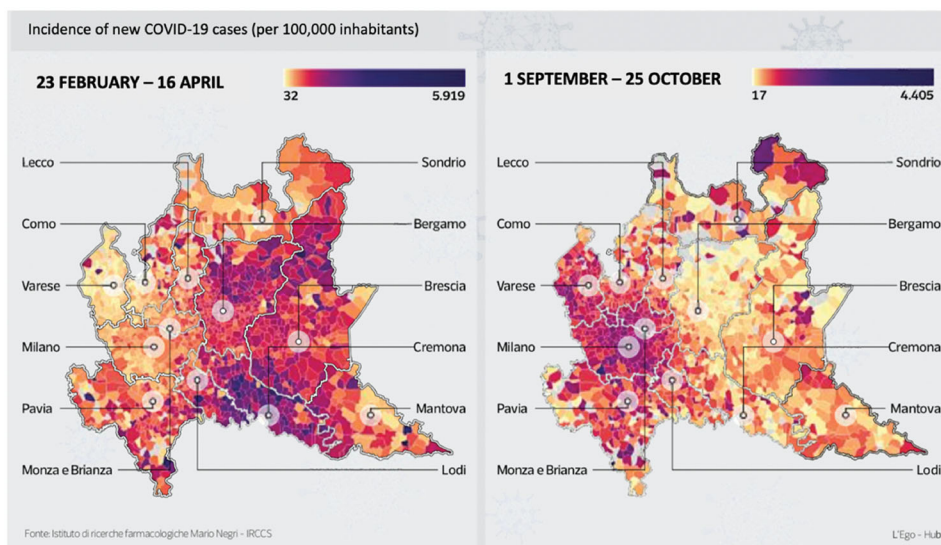 Incidence of new COVID-19 cases (per 100,000 inhabitants)
23 FEBRUARY – 16 APRIL
32
5.919
Lecco
Sondrio
Como
Bergamo
Varese
Brescia
Milano
Cremona
Pavia
Mantova
Monza e Brianza
Lodi
Fonte: Istituto di ricerche farmacologiche Mario Negri – IRCCS
1 SEPTEMBER – 25 OCTOBER
17
4.405
Lecco
Sondrio
Como
Bergamo
Varese
Brescia
Milano
Cremona
Pavia
Mantova
Monza e Brianza
Lodi
L'Ego – Hub